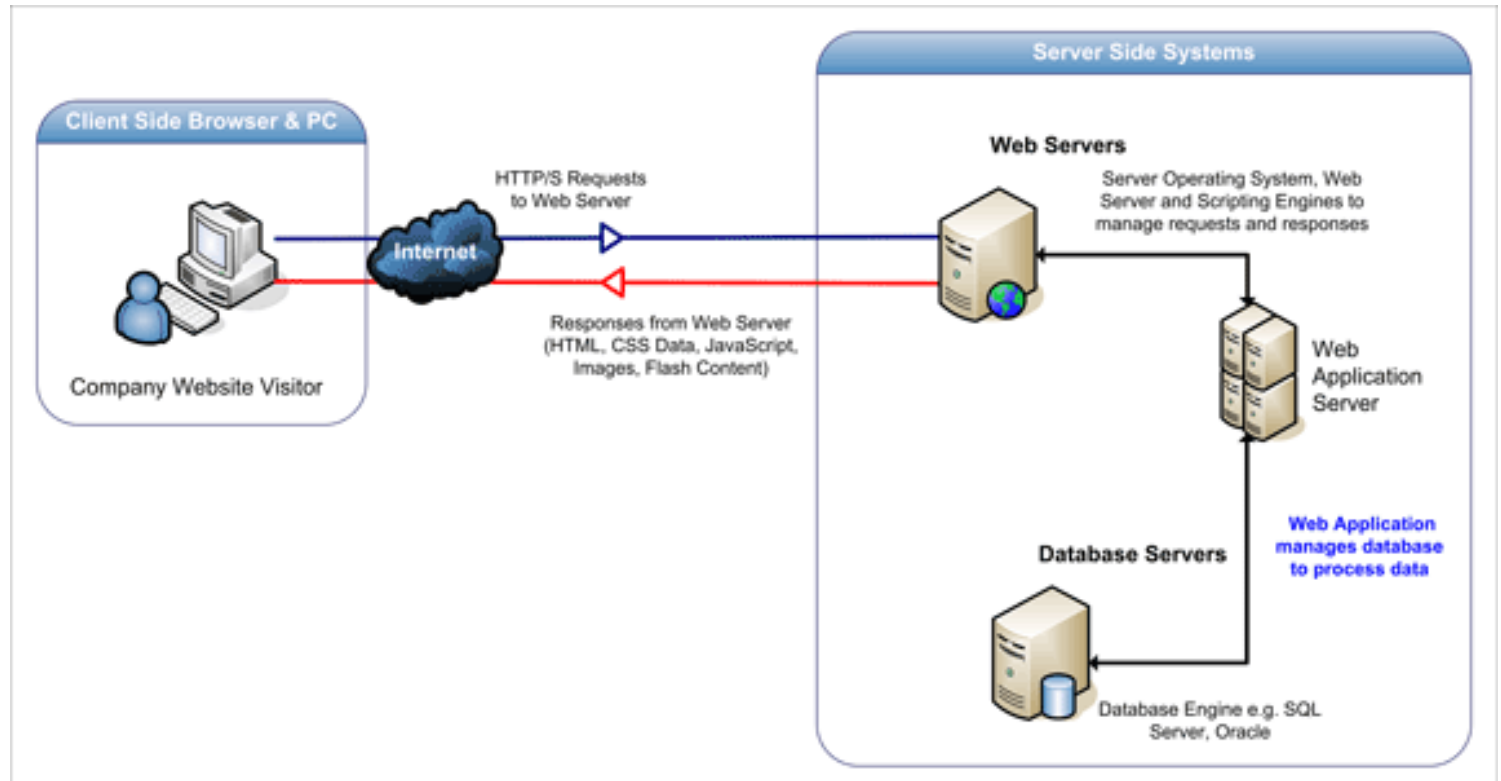 Server Side Systems
Client Side Browser & PC
Web Servers
HTTP/S Requests
to Web Server
Server Operating System, Web
Server and Scripting Engines to
manage requests and responses
Internet
Responses from Web Server
(HTML, CSS Data, JavaScript,
Images, Flash Content)
Company Website Visitor
Web
Application
Server
Web Application
manages database
to process data
Database Servers
Database Engine e.g. SQL
Server, Oracle